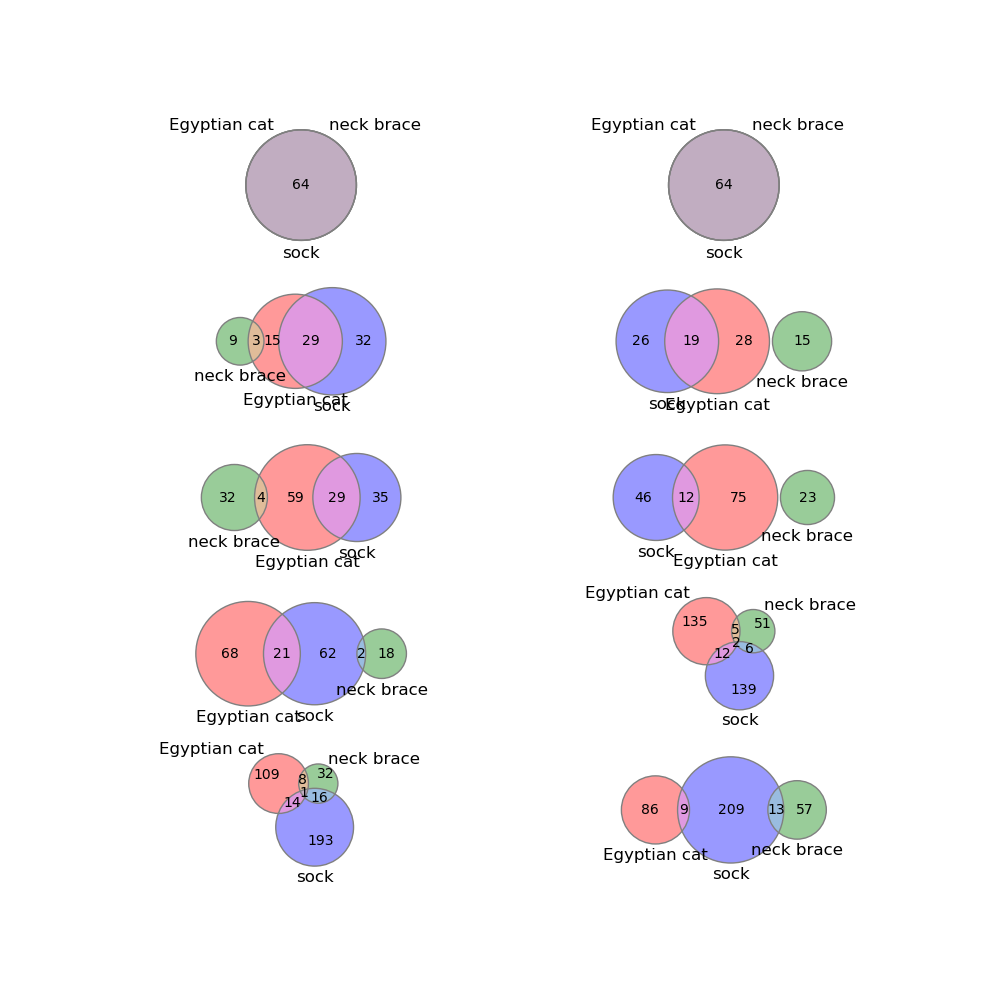 Egyptian cat neck brace
64
sock
Egyptian cat neck brace
64
sock
9 3 15 29 32
neck brace
Egyptian cat
sock
26 19 28 15
neck brace
sock
Egyptian cat
32 4 59 29 35
neck brace
sock
Egyptian cat
46 12 75 23
neck brace
sock
Egyptian cat
68 21 62 2 18
neck brace
Egyptian cat
sock
Egyptian cat
neck brace
135 5 51
12 2 6
139
sock
Egyptian cat
neck brace
109 8 32
14 1 16
193
sock
86 9 209 13 57
neck brace
Egyptian cat
sock